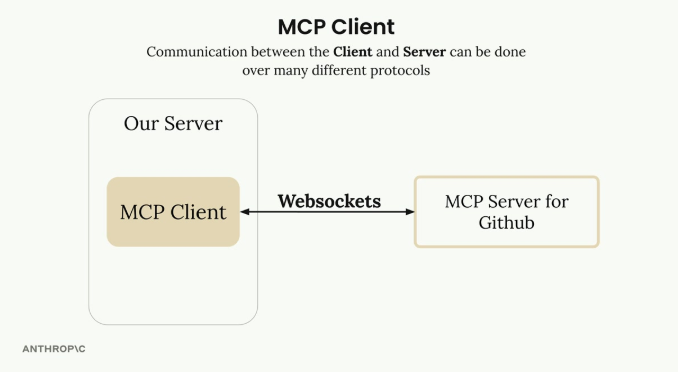 MCP Client
Communication between the Client and Server can be done
over many different protocols
Our Server
MCP Client
Websockets
MCP Server for
Github
ANTHROP\C